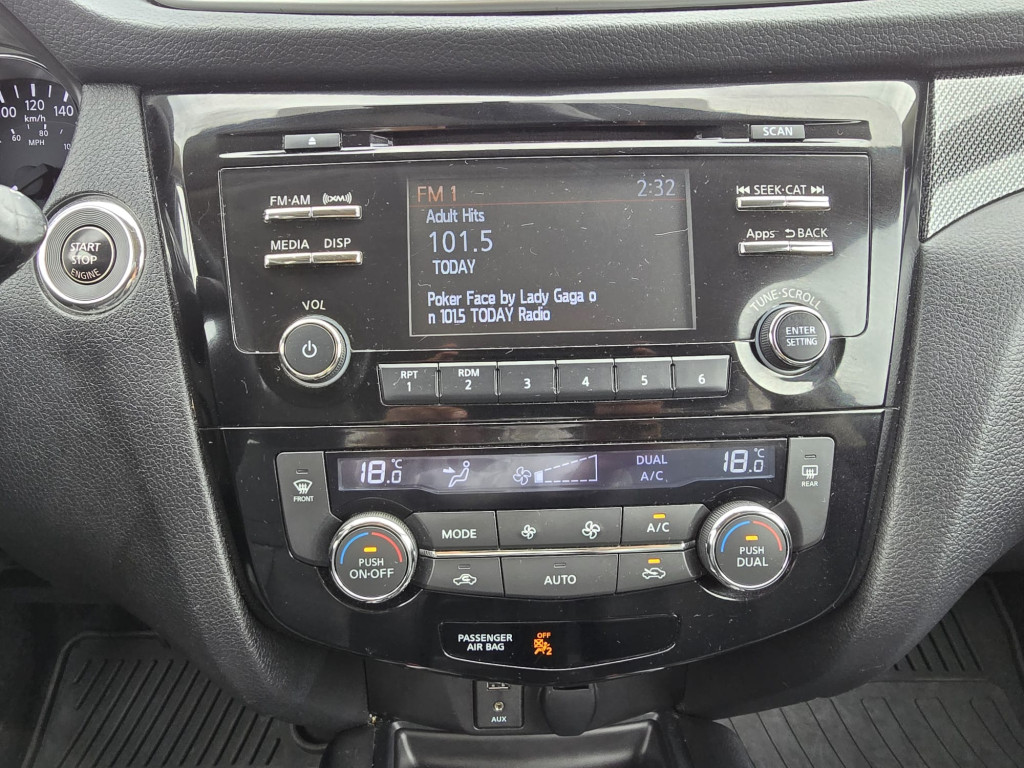 100 120 140
km/h
60 80 10
MPH
START
STOP
ENGINE
SCAN
FM·AM ((XM))
MEDIA DISP
VOL
FM 1 2:32
Adult Hits
101.5
TODAY
Poker Face by Lady Gaga o
n 101.5 TODAY Radio
SEEK·CAT
Apps BACK
TUNE·SCROLL
ENTER
SETTING
RPT
1
RDM
2
3
4
5
6
FRONT
18.0 °C
DUAL
A/C
18.0 °C
REAR
PUSH
ON·OFF
MODE
A/C
AUTO
PUSH
DUAL
PASSENGER
AIR BAG
OFF
2
AUX